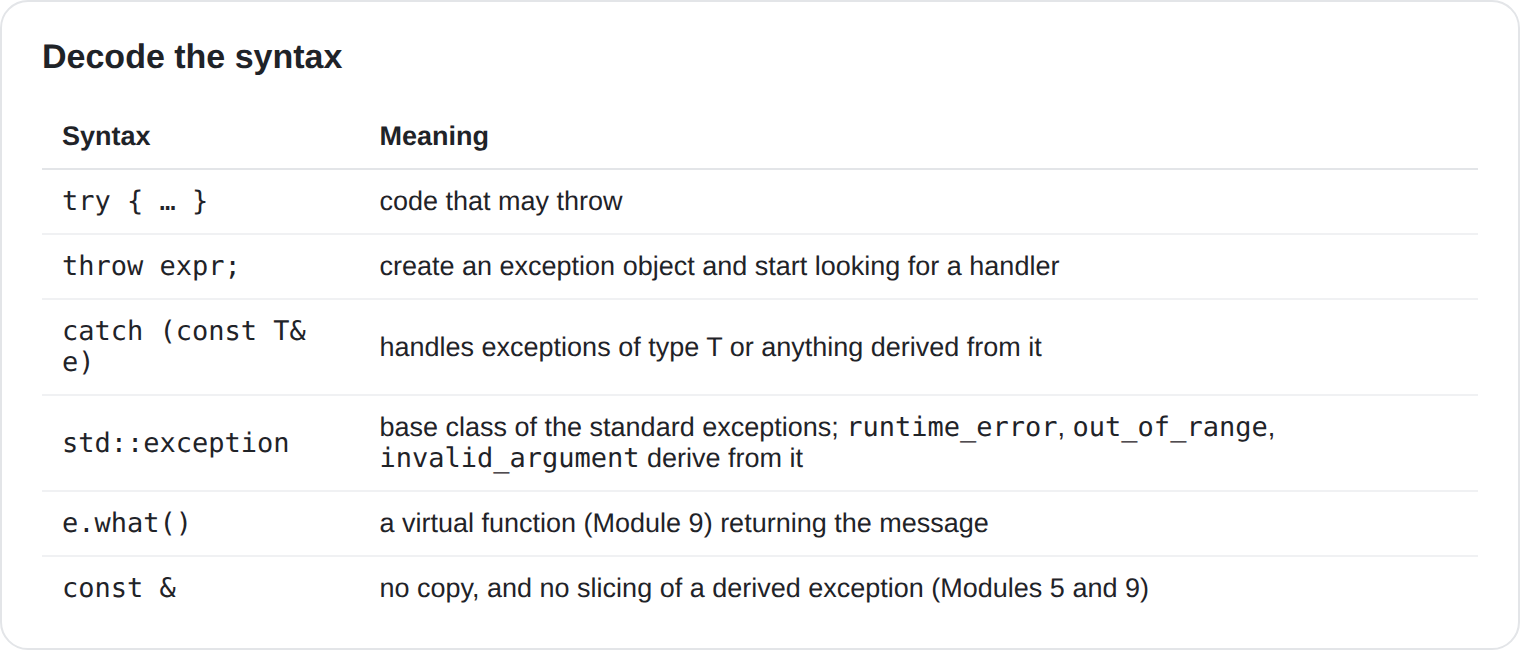 Decode the syntax
Syntax Meaning
try { … } code that may throw
throw expr; create an exception object and start looking for a handler
catch (const T&
e) handles exceptions of type T or anything derived from it
std::exception base class of the standard exceptions; runtime_error, out_of_range,
invalid_argument derive from it
e.what() a virtual function (Module 9) returning the message
const & no copy, and no slicing of a derived exception (Modules 5 and 9)